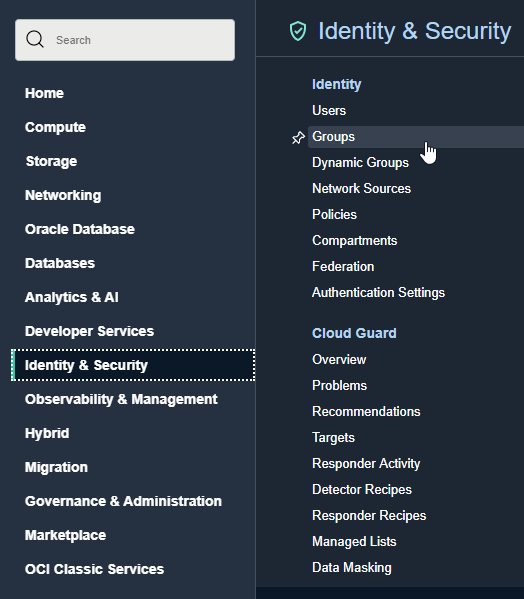 Search
Home
Compute
Storage
Networking
Oracle Database
Databases
Analytics & AI
Developer Services
Identity & Security
Observability & Management
Hybrid
Migration
Governance & Administration
Marketplace
OCI Classic Services
Identity & Security
Identity
Users
Groups
Dynamic Groups
Network Sources
Policies
Compartments
Federation
Authentication Settings
Cloud Guard
Overview
Problems
Recommendations
Targets
Responder Activity
Detector Recipes
Responder Recipes
Managed Lists
Data Masking